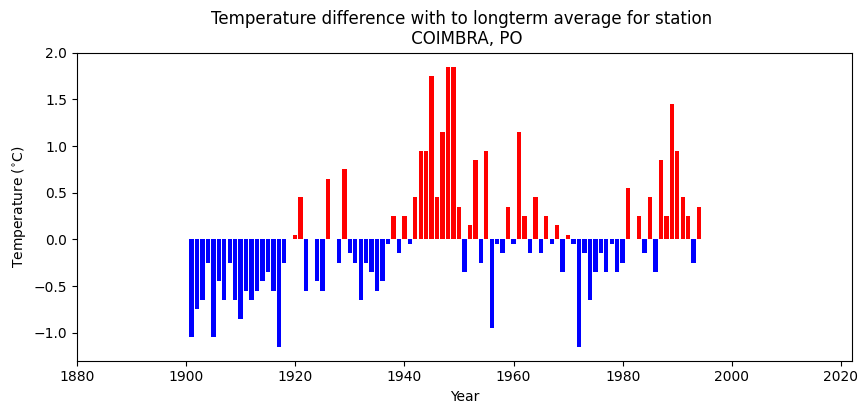 Temperature difference with to longterm average for station
COIMBRA, PO
2.0
1.5
1.0
0.5
0.0
−0.5
−1.0
Temperature (°C)
1880 1900 1920 1940 1960 1980 2000 2020
Year